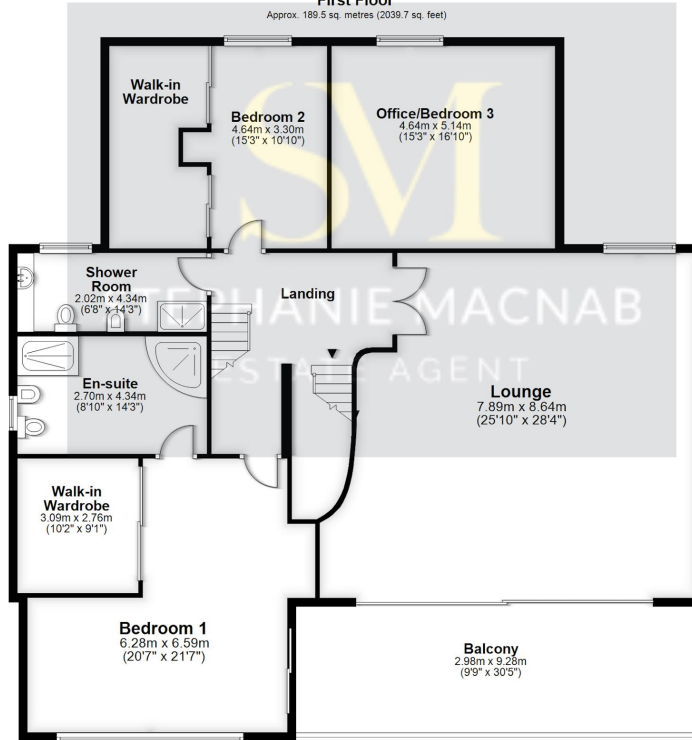 First Floor
Approx. 189.5 sq. metres (2039.7 sq. feet)
Walk-in
Wardrobe
Bedroom 2
4.64m x 3.30m
(15'3" x 10'10")
Office/Bedroom 3
4.64m x 5.14m
(15'3" x 16'10")
SM
Shower
Room
2.02m x 4.34m
(6'8" x 14'3")
Landing
STEPHANIE MACNAB
ESTATE AGENT
En-suite
2.70m x 4.34m
(8'10" x 14'3")
Lounge
7.89m x 8.64m
(25'10" x 28'4")
Walk-in
Wardrobe
3.09m x 2.76m
(10'2" x 9'1")
Bedroom 1
6.28m x 6.59m
(20'7" x 21'7")
Balcony
2.98m x 9.28m
(9'9" x 30'5")